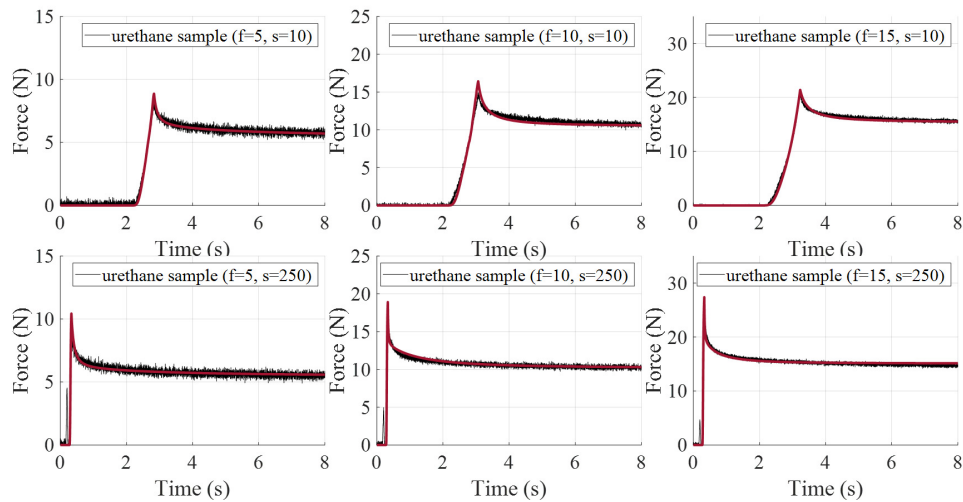 15
10
5
0
Force (N)
urethane sample (f=5, s=10)
0 2 4 6 8
Time (s)
25
20
15
10
5
0
Force (N)
urethane sample (f=10, s=10)
0 2 4 6 8
Time (s)
30
20
10
0
Force (N)
urethane sample (f=15, s=10)
0 2 4 6 8
Time (s)
15
10
5
0
Force (N)
urethane sample (f=5, s=250)
0 2 4 6 8
Time (s)
25
20
15
10
5
0
Force (N)
urethane sample (f=10, s=250)
0 2 4 6 8
Time (s)
30
20
10
0
Force (N)
urethane sample (f=15, s=250)
0 2 4 6 8
Time (s)